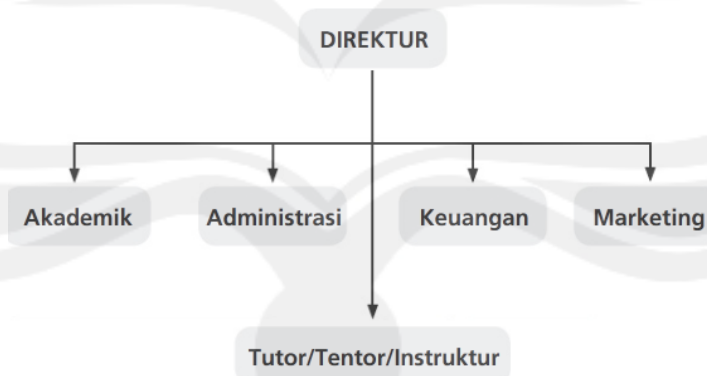 DIREKTUR
Akademik
Administrasi
Keuangan
Marketing
Tutor/Tentor/Instruktur